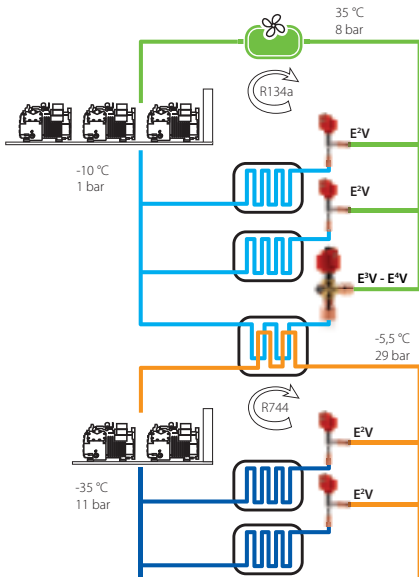 35 °C
8 bar
R134a
E²V
-10 °C
1 bar
E²V
E³V - E⁴V
-5,5 °C
29 bar
R744
E²V
-35 °C
11 bar
E²V